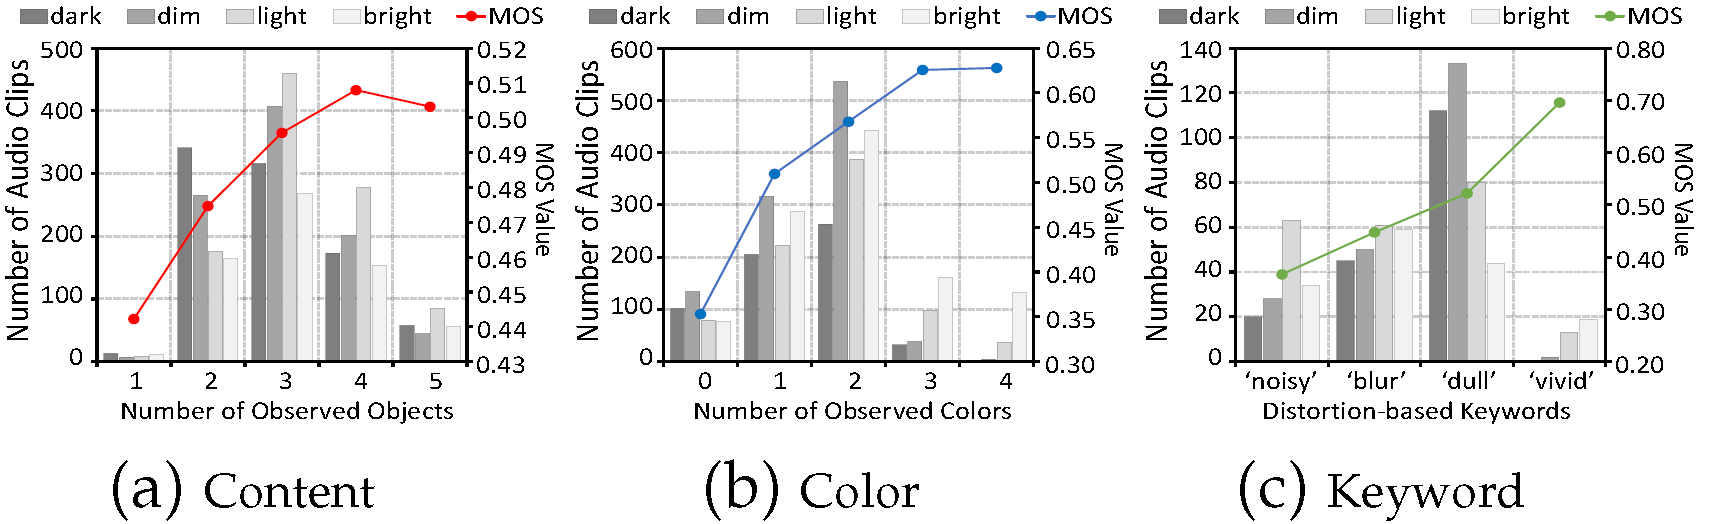 dark dim light bright MOS
500
400
300
200
100
0
Number of Audio Clips
0.52
0.51
0.50
0.49
0.48
0.47
0.46
0.45
0.44
0.43
MOS Value
1 2 3 4 5
Number of Observed Objects
(a) Content
dark dim light bright MOS
600
500
400
300
200
100
0
Number of Audio Clips
0.65
0.60
0.55
0.50
0.45
0.40
0.35
0.30
MOS Value
0 1 2 3 4
Number of Observed Colors
(b) Color
dark dim light bright MOS
140
120
100
80
60
40
20
0
Number of Audio Clips
0.80
0.70
0.60
0.50
0.40
0.30
0.20
MOS Value
‘noisy’ ‘blur’ ‘dull’ ‘vivid’
Distortion-based Keywords
(c) Keyword